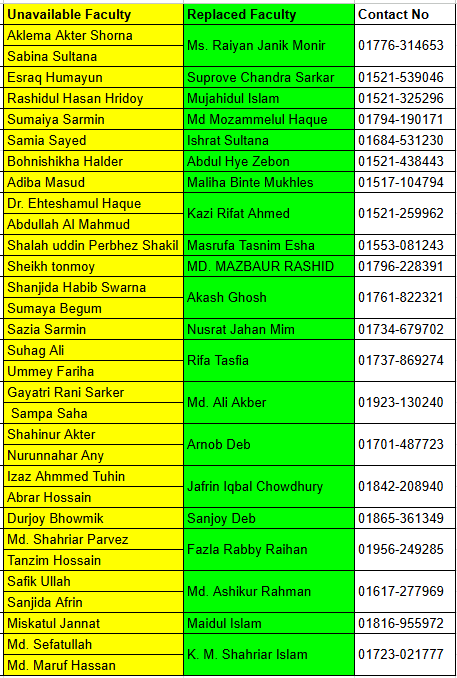 Unavailable Faculty Replaced Faculty Contact No
Aklema Akter Shorna
Ms. Raiyan Janik Monir 01776-314653
Sabina Sultana
Esraq Humayun Suprove Chandra Sarkar 01521-539046
Rashidul Hasan Hridoy Mujahidul Islam 01521-325296
Sumaiya Sarmin Md Mozammelul Haque 01794-190171
Samia Sayed Ishrat Sultana 01684-531230
Bohnishikha Halder Abdul Hye Zebon 01521-438443
Adiba Masud Maliha Binte Mukhles 01517-104794
Dr. Ehteshamul Haque
Kazi Rifat Ahmed 01521-259962
Abdullah Al Mahmud
Shalah uddin Perbhez Shakil Masrufa Tasnim Esha 01553-081243
Sheikh tonmoy MD. MAZBAUR RASHID 01796-228391
Shanjida Habib Swarna
Akash Ghosh 01761-822321
Sumaya Begum
Sazia Sarmin Nusrat Jahan Mim 01734-679702
Suhag Ali
Rifa Tasfia 01737-869274
Ummey Fariha
Gayatri Rani Sarker
Md. Ali Akber 01923-130240
Sampa Saha
Shahinur Akter
Arnob Deb 01701-487723
Nurunnahar Any
Izaz Ahmmed Tuhin
Jafrin Iqbal Chowdhury 01842-208940
Abrar Hossain
Durjoy Bhowmik Sanjoy Deb 01865-361349
Md. Shahriar Parvez
Fazla Rabby Raihan 01956-249285
Tanzim Hossain
Safik Ullah
Md. Ashikur Rahman 01617-277969
Sanjida Afrin
Miskatul Jannat Maidul Islam 01816-955972
Md. Sefatullah
K. M. Shahriar Islam 01723-021777
Md. Maruf Hassan